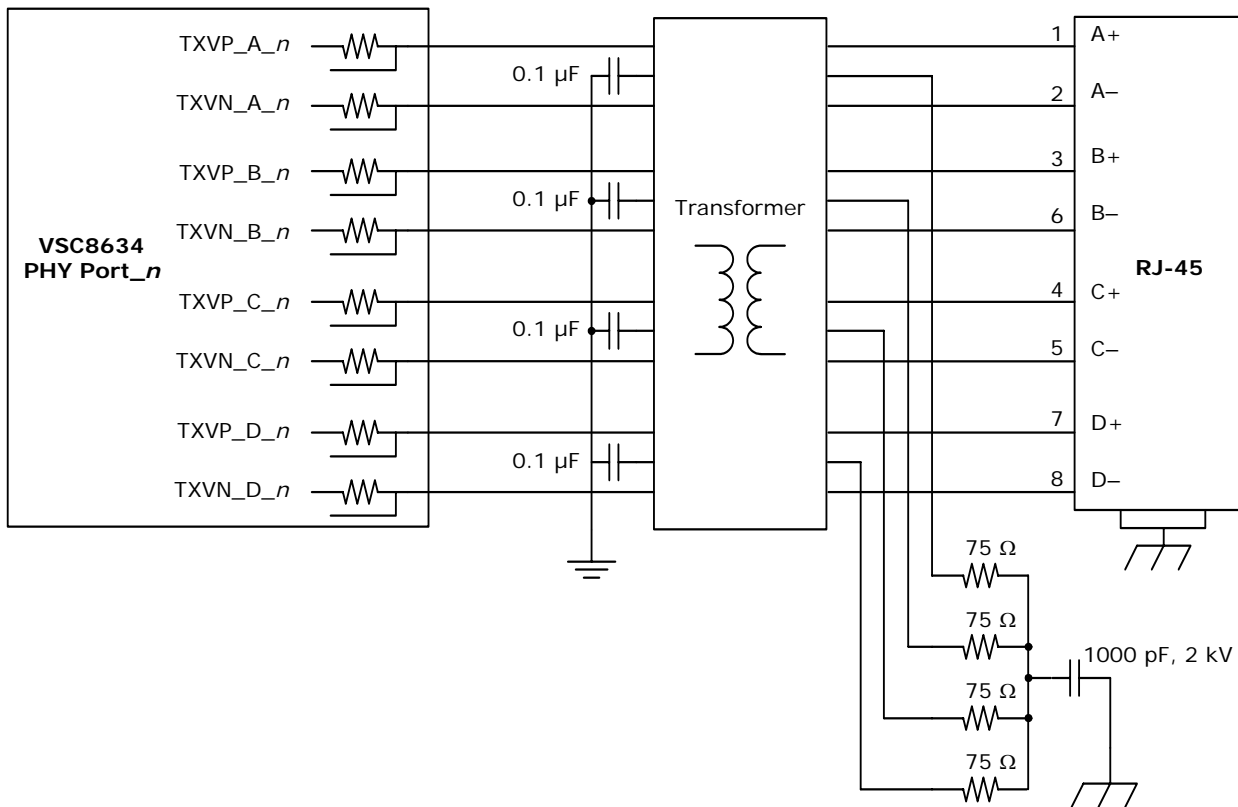 TXVP_A_n
0.1 µF
TXVN_A_n
TXVP_B_n
0.1 µF
TXVN_B_n
VSC8634
PHY Port_n
TXVP_C_n
0.1 µF
TXVN_C_n
TXVP_D_n
0.1 µF
TXVN_D_n
Transformer
1 A+
2 A−
3 B+
6 B−
4 C+
5 C−
7 D+
8 D−
RJ-45
75 Ω
75 Ω
75 Ω
75 Ω
1000 pF, 2 kV